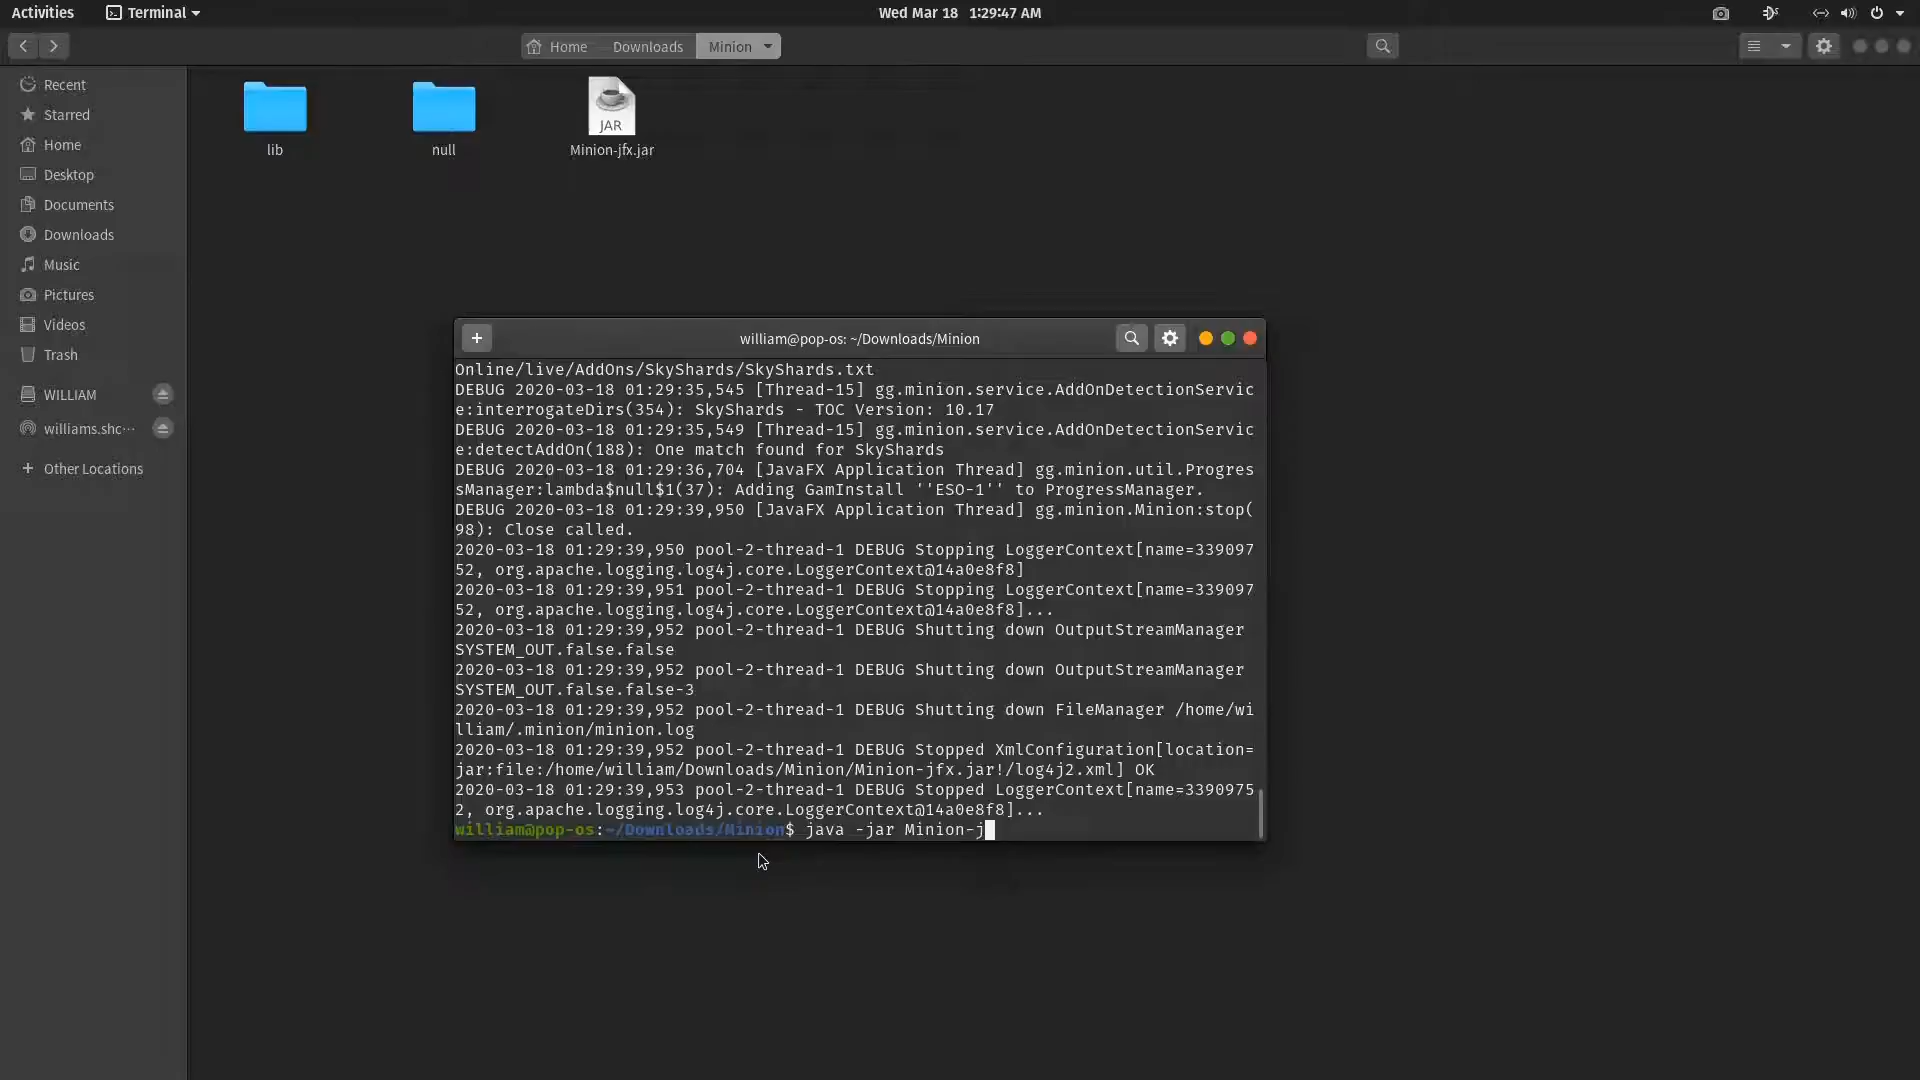 Activities
Terminal
Wed Mar 18 1:29:47 AM
Home
Downloads
Minion
Recent
Starred
Home
Desktop
Documents
Downloads
Music
Pictures
Videos
Trash
WILLIAM
williams.shc···
+ Other Locations
lib
null
JAR
Minion-jfx.jar
william@pop-os: ~/Downloads/Minion
Online/live/AddOns/SkyShards/SkyShards.txt
DEBUG 2020-03-18 01:29:35,545 [Thread-15] gg.minion.service.AddOnDetectionServic
e:interrogateDirs(354): SkyShards - TOC Version: 10.17
DEBUG 2020-03-18 01:29:35,549 [Thread-15] gg.minion.service.AddOnDetectionServic
e:detectAddOn(188): One match found for SkyShards
DEBUG 2020-03-18 01:29:36,704 [JavaFX Application Thread] gg.minion.util.Progres
sManager:lambda$null$1(37): Adding GamInstall ''ESO-1'' to ProgressManager.
DEBUG 2020-03-18 01:29:39,950 [JavaFX Application Thread] gg.minion.Minion:stop(
98): Close called.
2020-03-18 01:29:39,950 pool-2-thread-1 DEBUG Stopping LoggerContext[name=339097
52, org.apache.logging.log4j.core.LoggerContext@14a0e8f8]
2020-03-18 01:29:39,951 pool-2-thread-1 DEBUG Stopping LoggerContext[name=339097
52, org.apache.logging.log4j.core.LoggerContext@14a0e8f8]...
2020-03-18 01:29:39,952 pool-2-thread-1 DEBUG Shutting down OutputStreamManager
SYSTEM_OUT.false.false
2020-03-18 01:29:39,952 pool-2-thread-1 DEBUG Shutting down OutputStreamManager
SYSTEM_OUT.false.false-3
2020-03-18 01:29:39,952 pool-2-thread-1 DEBUG Shutting down FileManager /home/wi
lliam/.minion/minion.log
2020-03-18 01:29:39,952 pool-2-thread-1 DEBUG Stopped XmlConfiguration[location=
jar:file:/home/william/Downloads/Minion/Minion-jfx.jar!/log4j2.xml] OK
2020-03-18 01:29:39,953 pool-2-thread-1 DEBUG Stopped LoggerContext[name=3390975
2, org.apache.logging.log4j.core.LoggerContext@14a0e8f8]...
william@pop-os:~/Downloads/Minion$ java -jar Minion-j